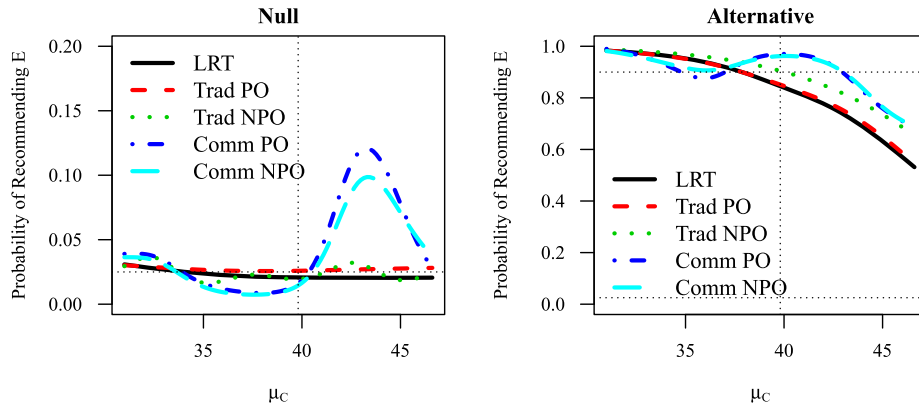 Null
Probability of Recommending E
0.20
0.15
0.10
0.05
0.00
LRT
Trad PO
Trad NPO
Comm PO
Comm NPO
35
40
45
μC
Alternative
Probability of Recommending E
1.0
0.8
0.6
0.4
0.2
0.0
LRT
Trad PO
Trad NPO
Comm PO
Comm NPO
35
40
45
μC